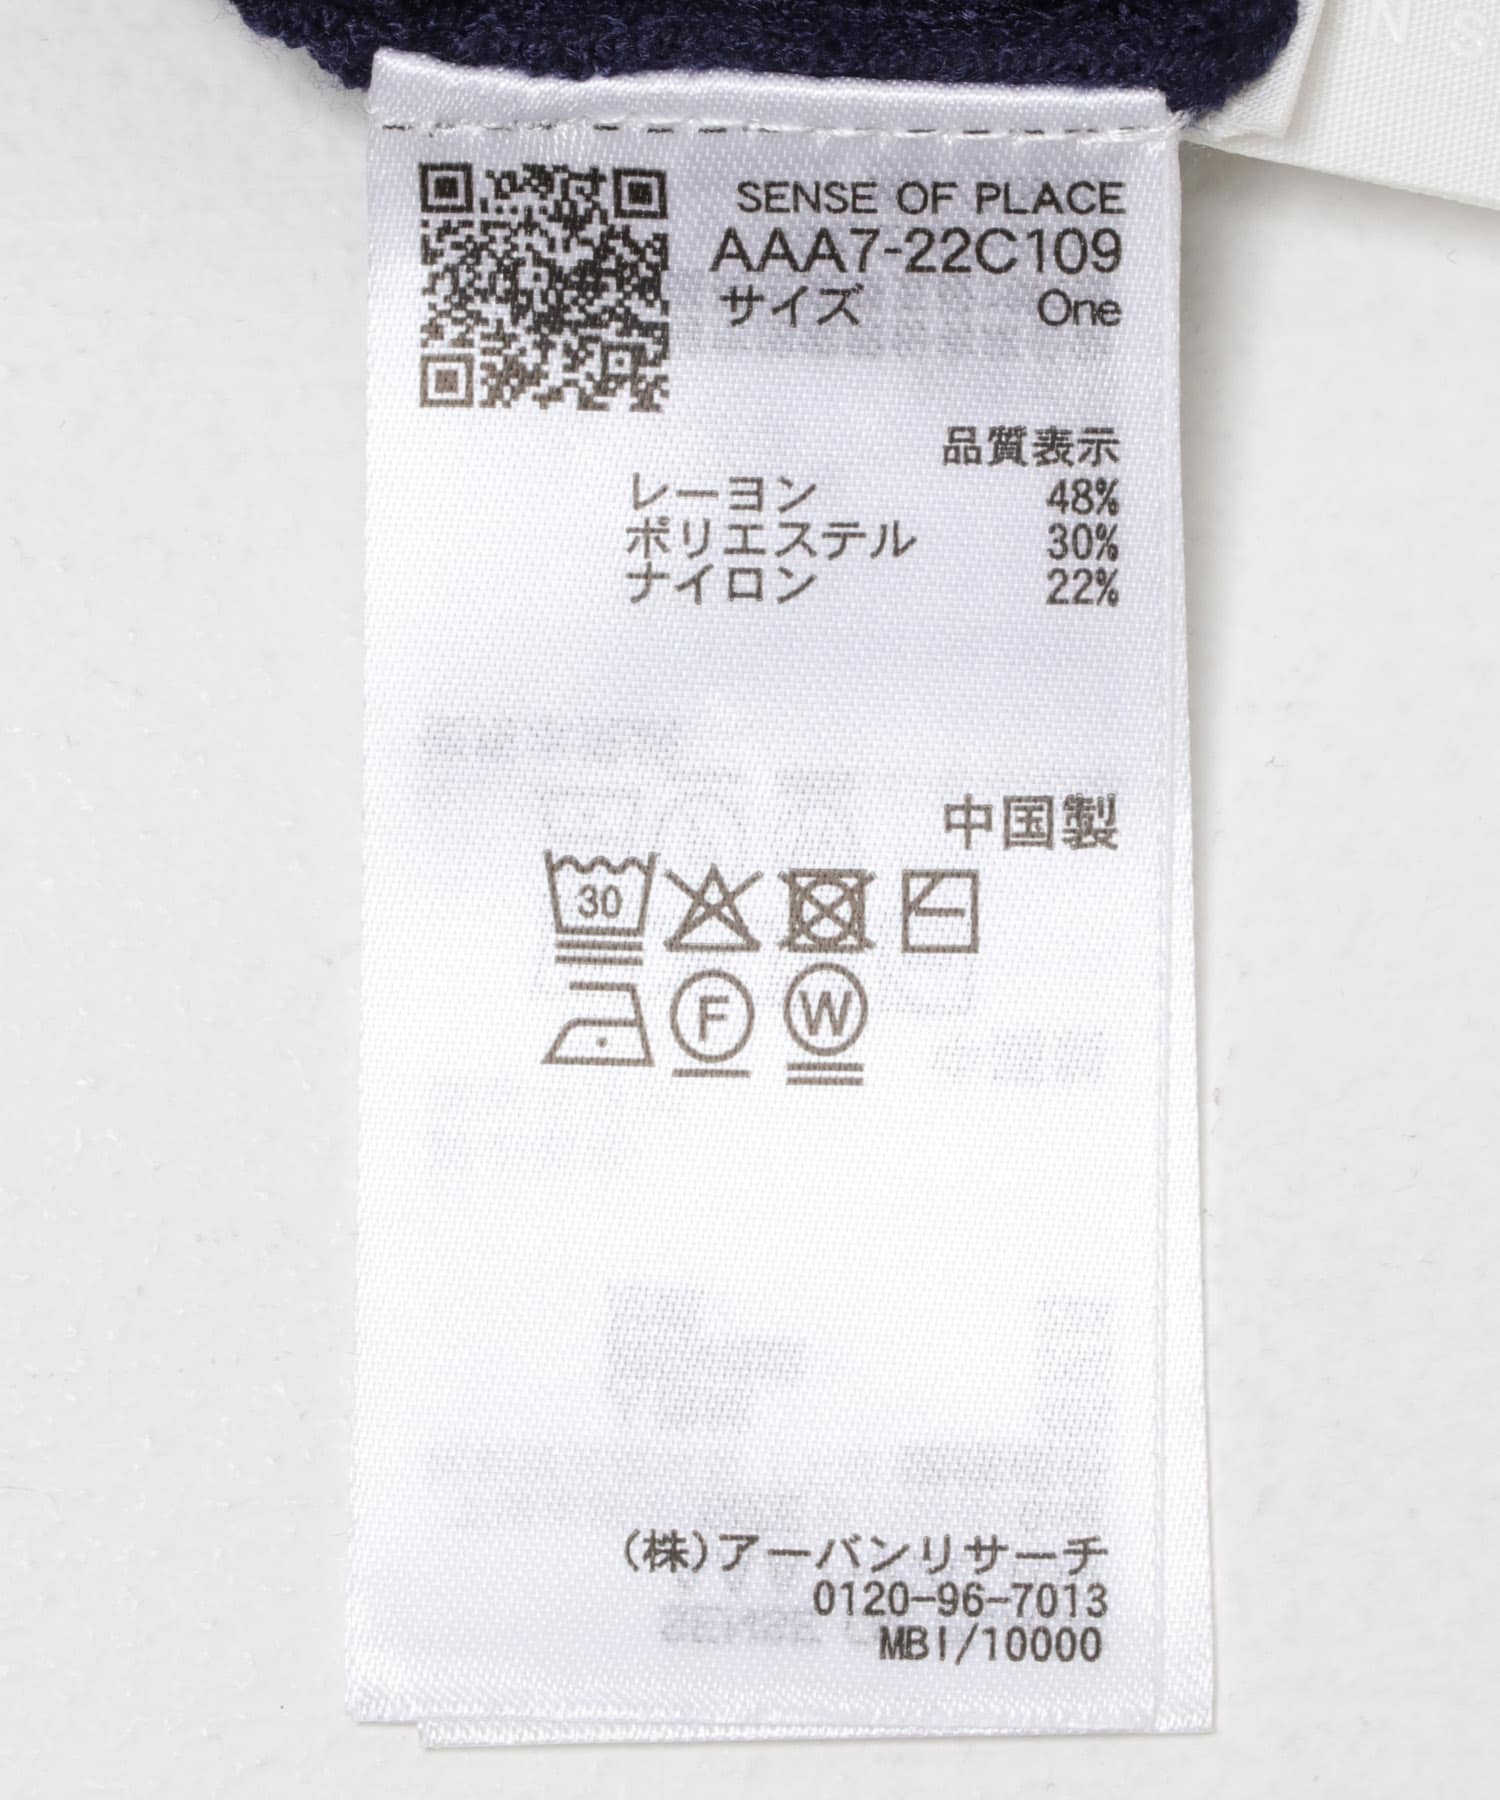 N S
SENSE OF PLACE
AAA7-22C109
サイズ One
品質表示
レーヨン 48%
ポリエステル 30%
ナイロン 22%
中国製
30
F W
(株)アーバンリサーチ
0120-96-7013
MBI/10000